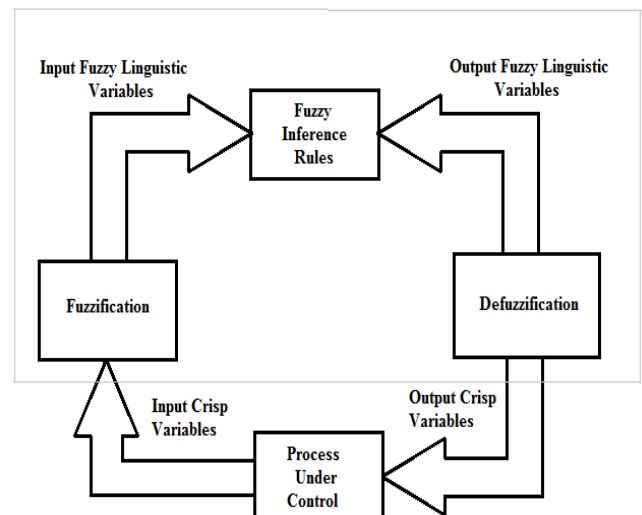 Input Fuzzy Linguistic
Variables
Output Fuzzy Linguistic
Variables
Fuzzy
Inference
Rules
Fuzzification
Defuzzification
Input Crisp
Variables
Output Crisp
Variables
Process
Under
Control